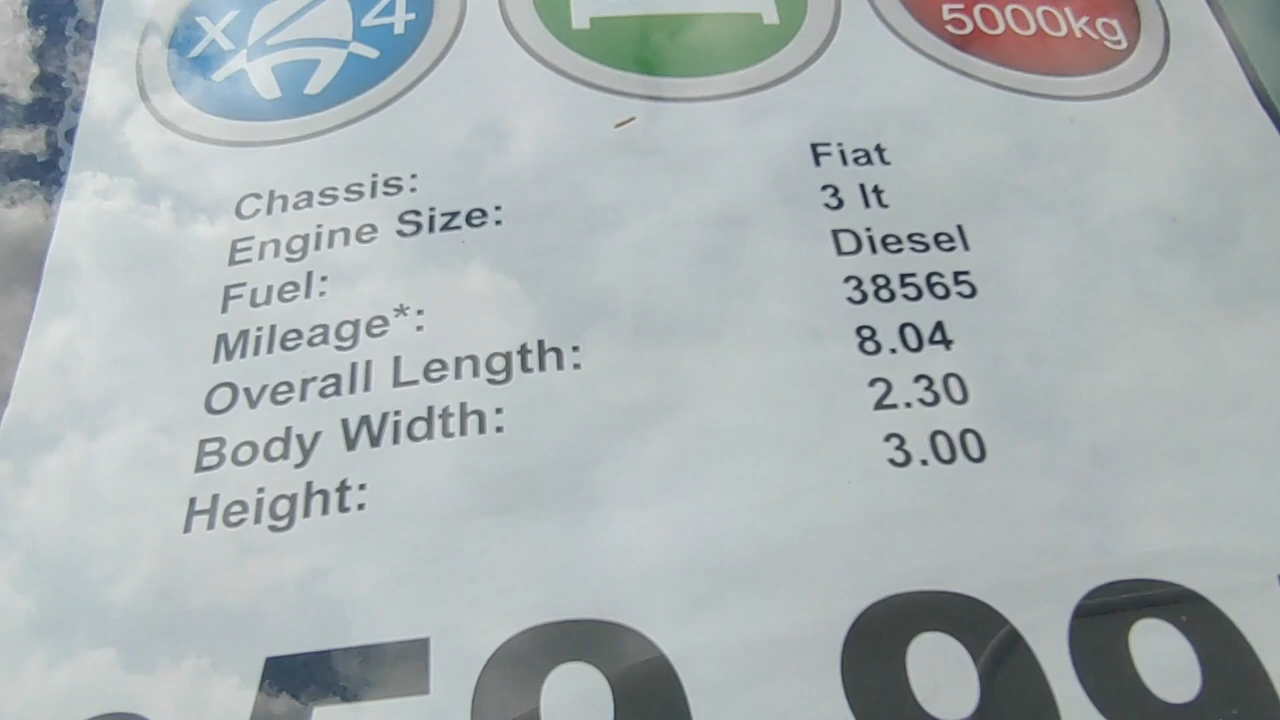 x 4
5000kg
Chassis: Fiat
Engine Size: 3 lt
Fuel: Diesel
Mileage*: 38565
Overall Length: 8.04
Body Width: 2.30
Height: 3.00